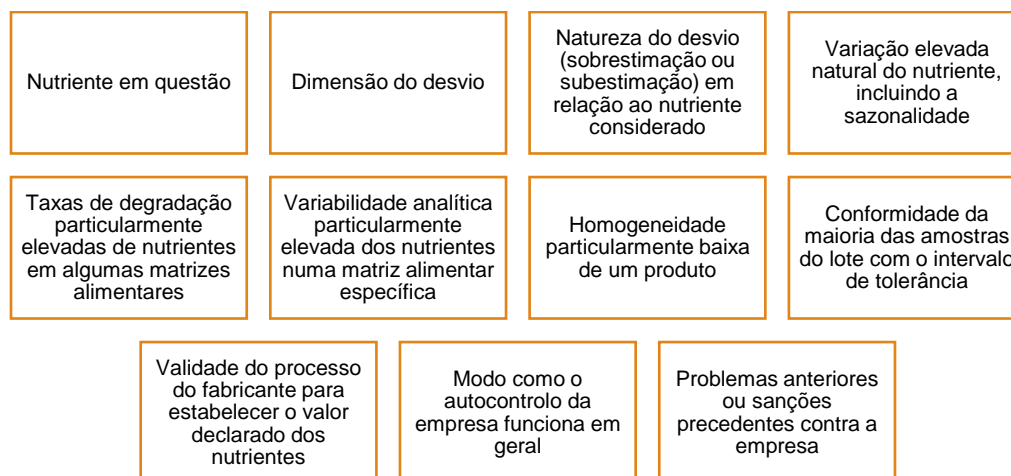 Nutriente em questão
Dimensão do desvio
Natureza do desvio
(sobrestimação ou
subestimação) em
relação ao nutriente
considerado
Variação elevada
natural do nutriente,
incluindo a
sazonalidade
Taxas de degradação
particularmente
elevadas de nutrientes
em algumas matrizes
alimentares
Variabilidade analítica
particularmente
elevada dos nutrientes
numa matriz alimentar
específica
Homogeneidade
particularmente baixa
de um produto
Conformidade da
maioria das amostras
do lote com o intervalo
de tolerância
Validade do processo
do fabricante para
estabelecer o valor
declarado dos
nutrientes
Modo como o
autocontrolo da
empresa funciona em
geral
Problemas anteriores
ou sanções
precedentes contra a
empresa